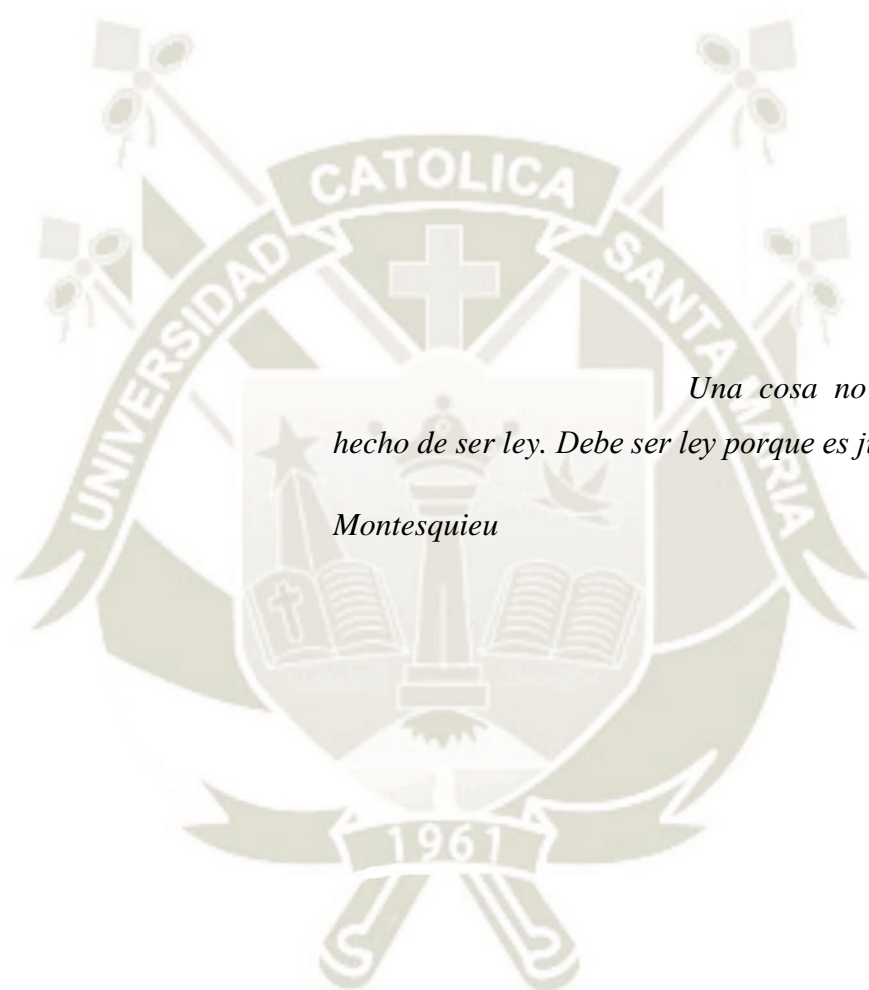 CATOLICA
UNIVERSIDAD
SANTA MARIA
Una cosa no
hecho de ser ley. Debe ser ley porque es
Montesquieu
1961